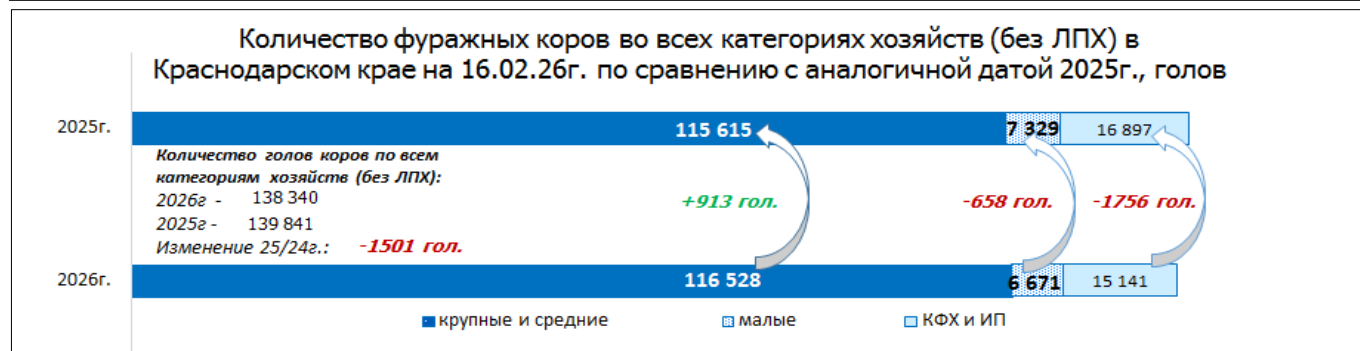 Количество фуражных коров во всех категориях хозяйств (без ЛПХ) в
Краснодарском крае на 16.02.26г. по сравнению с аналогичной датой 2025г., голов
2025г.
115 615
7 329
16 897
Количество голов коров по всем
категориям хозяйств (без ЛПХ):
2026г - 138 340
2025г - 139 841
Изменение 25/24г.: -1501 гол.
+913 гол.
-658 гол.
-1756 гол.
2026г.
116 528
6 671
15 141
крупные и средние
малые
КФХ и ИП